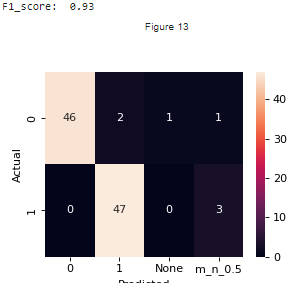 F1_score:  0.93
Figure 13
0 46 2 1 1
1 0 47 0 3
Actual
0 1 None m_n_0.5
Predicted
40
30
20
10
0